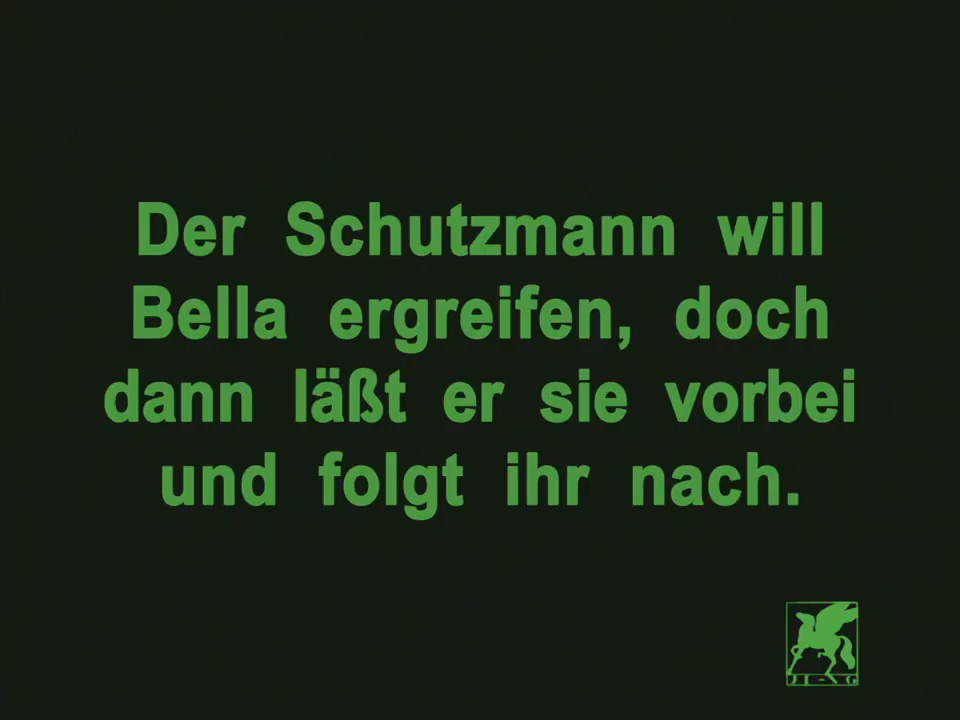 Der Schutzmann will
Bella ergreifen, doch
dann läßt er sie vorbei
und folgt ihr nach.